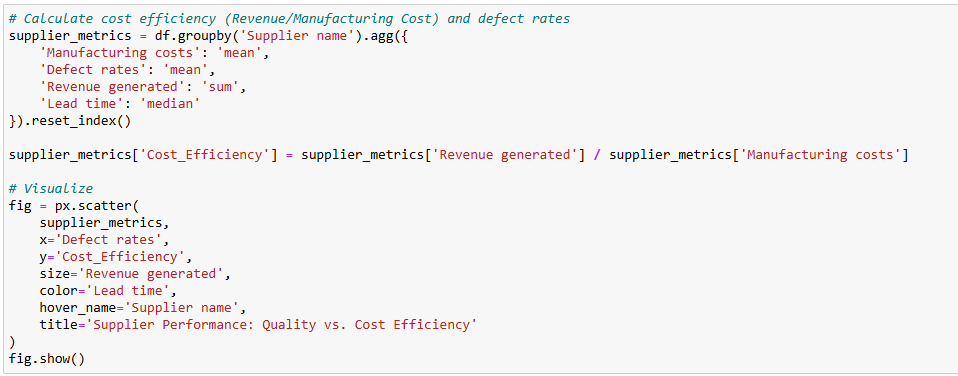 # Calculate cost efficiency (Revenue/Manufacturing Cost) and defect rates
supplier_metrics = df.groupby('Supplier name').agg({
    'Manufacturing costs': 'mean',
    'Defect rates': 'mean',
    'Revenue generated': 'sum',
    'Lead time': 'median'
}).reset_index()

supplier_metrics['Cost_Efficiency'] = supplier_metrics['Revenue generated'] / supplier_metrics['Manufacturing costs']

# Visualize
fig = px.scatter(
    supplier_metrics,
    x='Defect rates',
    y='Cost_Efficiency',
    size='Revenue generated',
    color='Lead time',
    hover_name='Supplier name',
    title='Supplier Performance: Quality vs. Cost Efficiency'
)
fig.show()